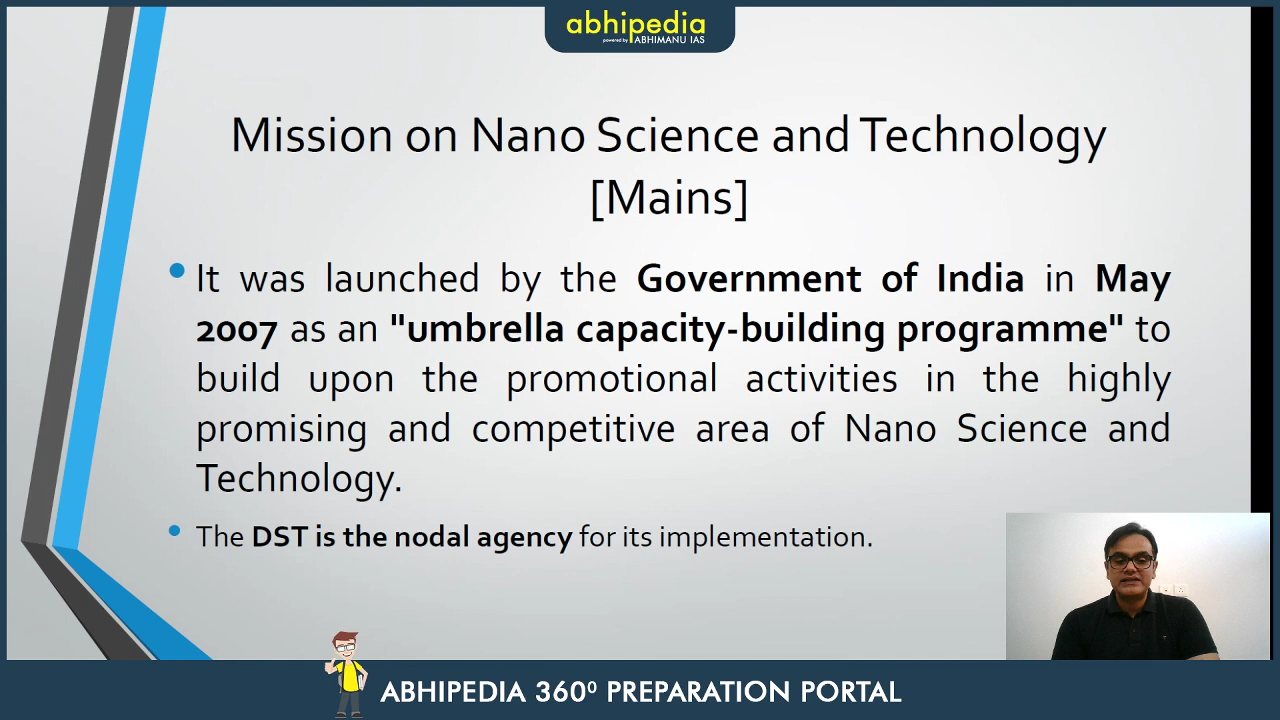 abhipedia
powered by ABHIMANU IAS
Mission on Nano Science and Technology
[Mains]
• It was launched by the Government of India in May
2007 as an "umbrella capacity-building programme" to
build upon the promotional activities in the highly
promising and competitive area of Nano Science and
Technology.
• The DST is the nodal agency for its implementation.
ABHIPEDIA 360⁰ PREPARATION PORTAL